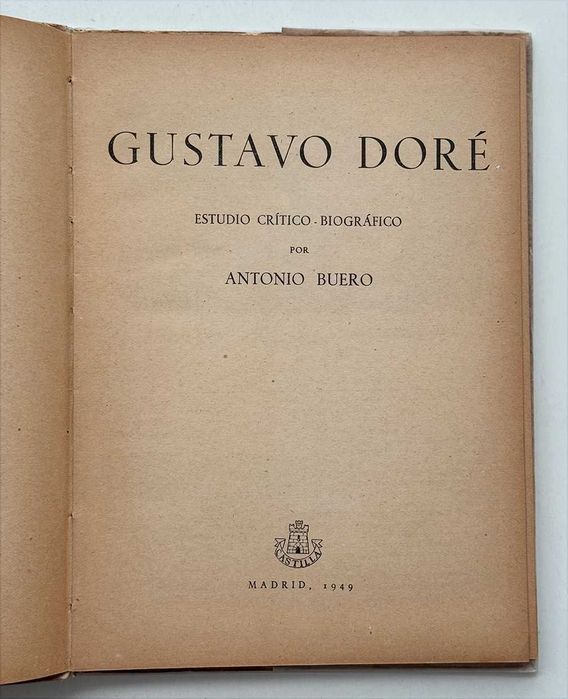 GUSTAVO DORÉ
ESTUDIO CRÍTICO - BIOGRÁFICO
POR
ANTONIO BUERO
CASTILLA
MADRID, 1949